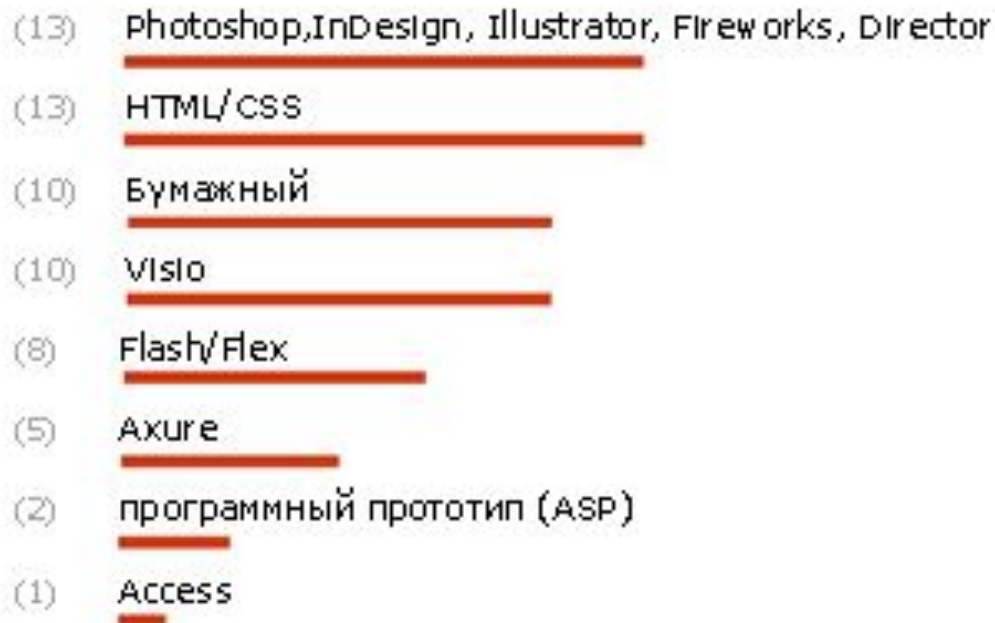 (13) Photoshop,InDesign, Illustrator, Fireworks, Director
(13) HTML/CSS
(10) Бумажный
(10) Visio
(8) Flash/Flex
(5) Axure
(2) программный прототип (ASP)
(1) Access